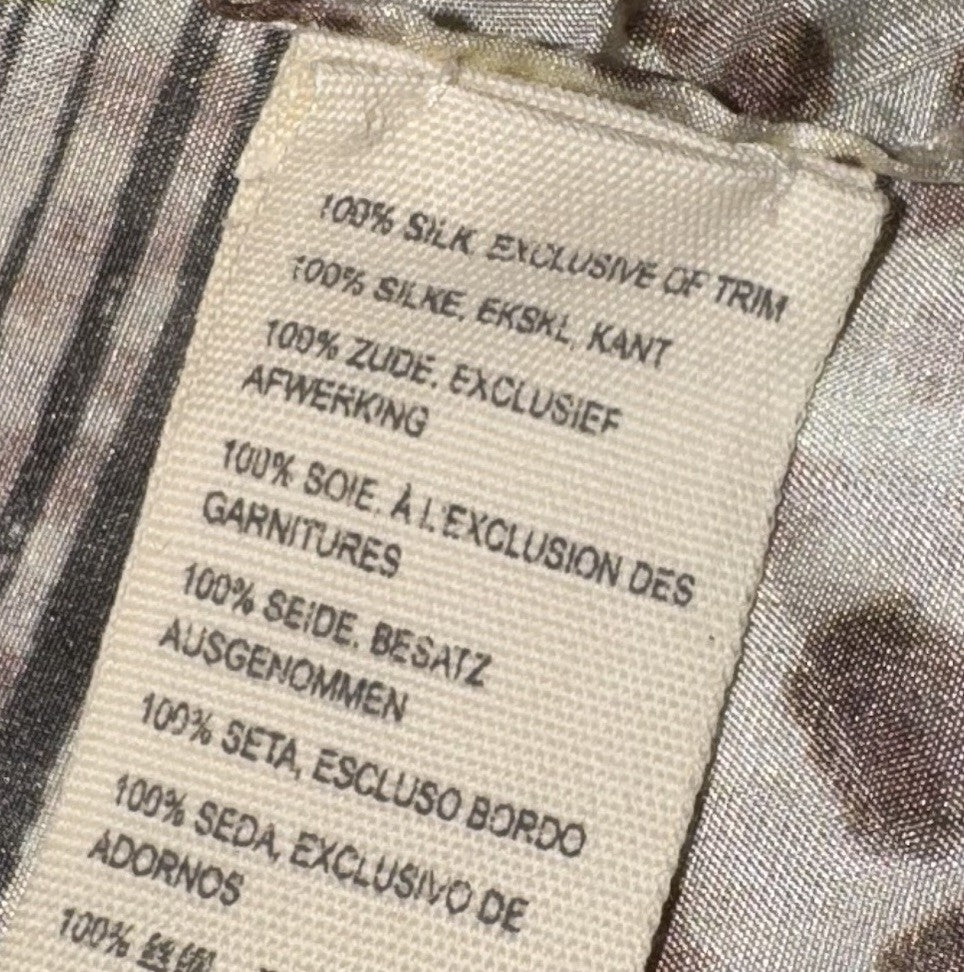 100% SILK, EXCLUSIVE OF TRIM
100% SILKE, EKSKL, KANT
100% ZIJDE, EXCLUSIEF
AFWERKING
100% SOIE, À L'EXCLUSION DES
GARNITURES
100% SEIDE, BESATZ
AUSGENOMMEN
100% SETA, ESCLUSO BORDO
100% SEDA, EXCLUSIVO DE
ADORNOS
100%